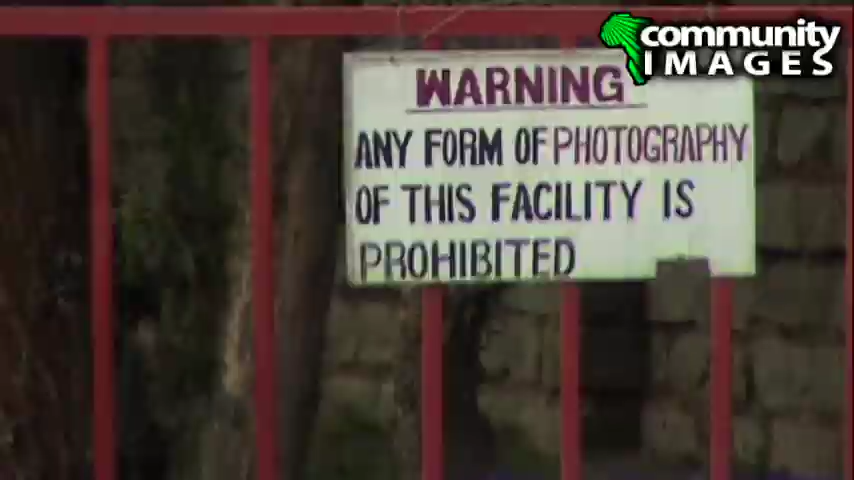 community
IMAGES
WARNING
ANY FORM OF PHOTOGRAPHY
OF THIS FACILITY IS
PROHIBITED